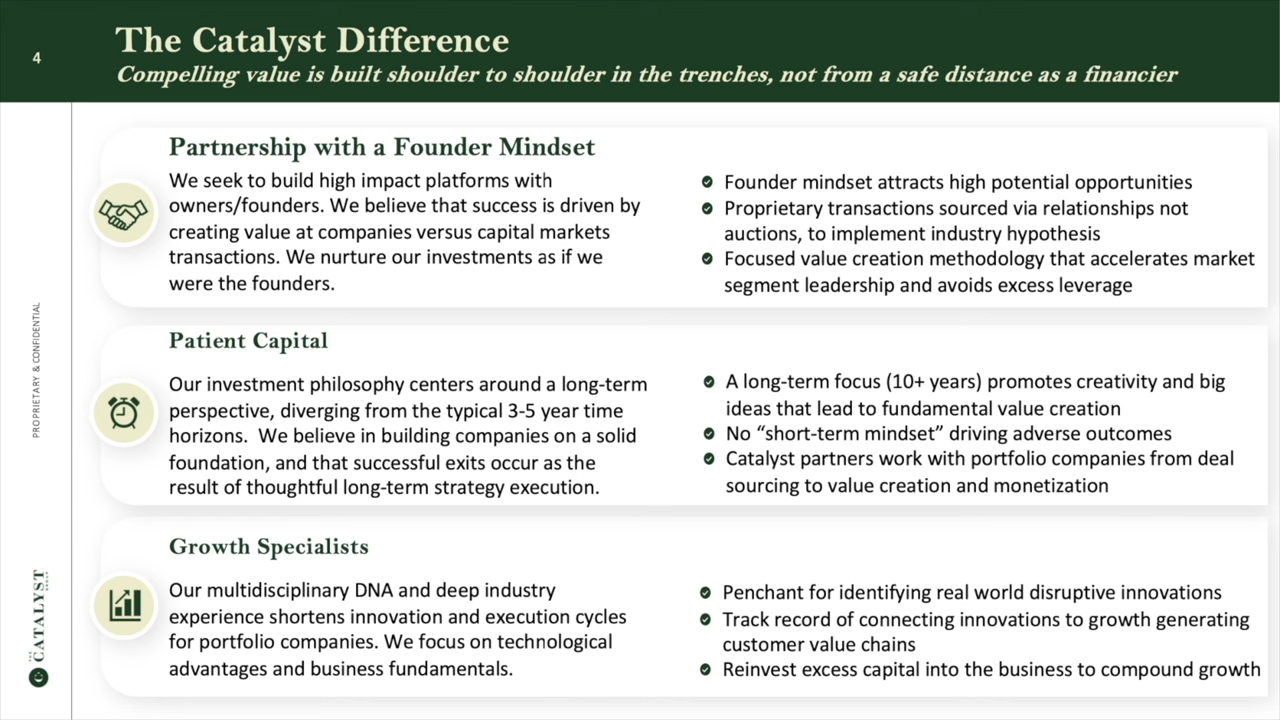 4
The Catalyst Difference
Compelling value is built shoulder to shoulder in the trenches, not from a safe distance as a financier
Partnership with a Founder Mindset
We seek to build high impact platforms with
owners/founders. We believe that success is driven by
creating value at companies versus capital markets
transactions. We nurture our investments as if we
were the founders.
Founder mindset attracts high potential opportunities
Proprietary transactions sourced via relationships not
auctions, to implement industry hypothesis
Focused value creation methodology that accelerates market
segment leadership and avoids excess leverage
Patient Capital
Our investment philosophy centers around a long-term
perspective, diverging from the typical 3-5 year time
horizons.  We believe in building companies on a solid
foundation, and that successful exits occur as the
result of thoughtful long-term strategy execution.
A long-term focus (10+ years) promotes creativity and big
ideas that lead to fundamental value creation
No “short-term mindset” driving adverse outcomes
Catalyst partners work with portfolio companies from deal
sourcing to value creation and monetization
Growth Specialists
Our multidisciplinary DNA and deep industry
experience shortens innovation and execution cycles
for portfolio companies. We focus on technological
advantages and business fundamentals.
Penchant for identifying real world disruptive innovations
Track record of connecting innovations to growth generating
customer value chains
Reinvest excess capital into the business to compound growth
PROPRIETARY & CONFIDENTIAL
CATALYST